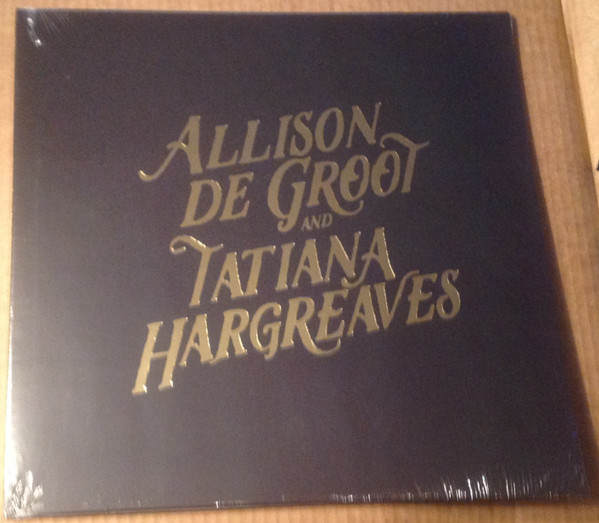 ALLISON
DE GROOT
AND
TATIANA
HARGREAVES